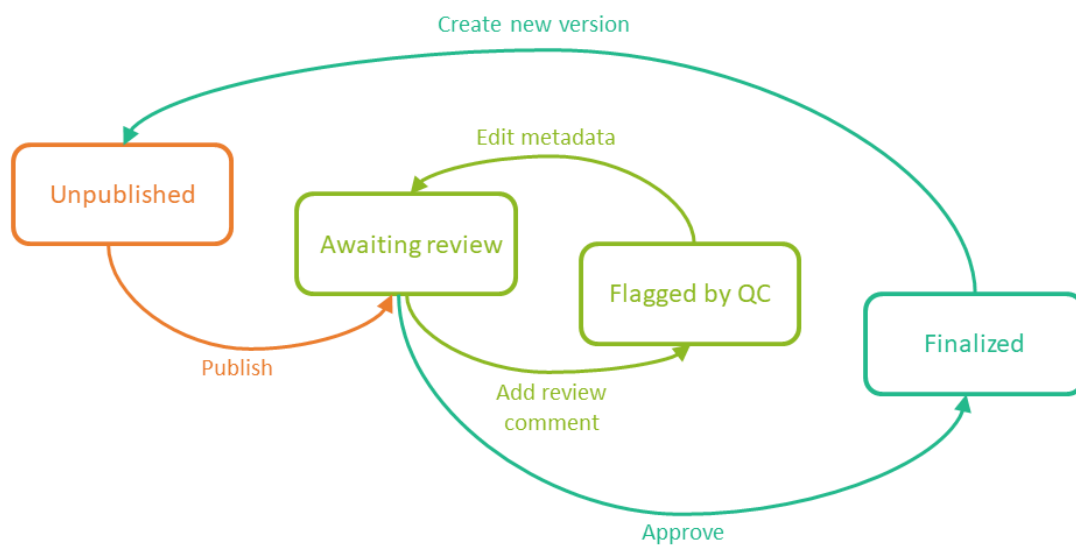 Create new version
Edit metadata
Unpublished
Awaiting review
Flagged by QC
Finalized
Publish
Add review
comment
Approve